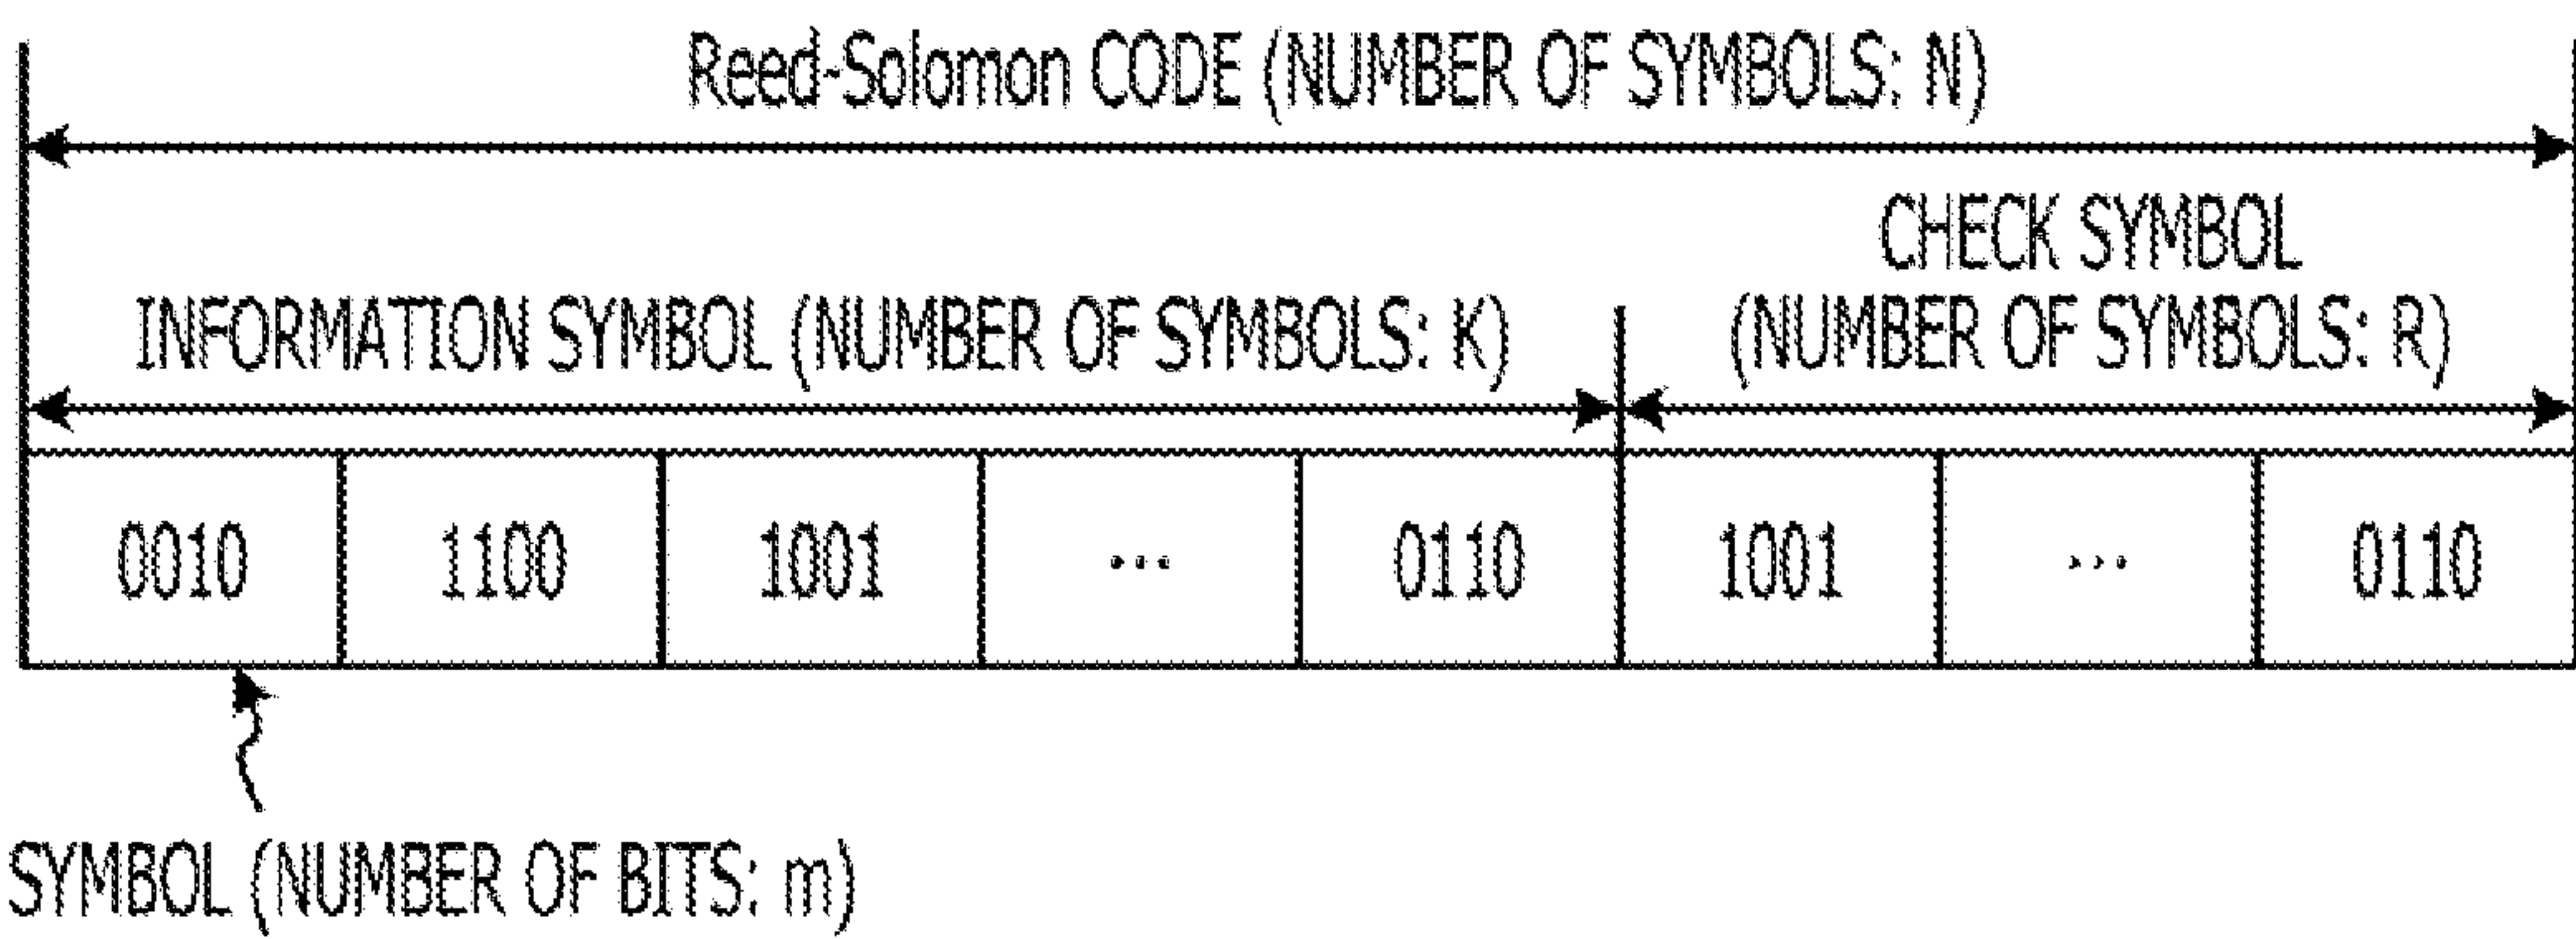 Reed-Solomon CODE (NUMBER OF SYMBOLS: N)
CHECK SYMBOL
INFORMATION SYMBOL (NUMBER OF SYMBOLS: K) (NUMBER OF SYMBOLS: R)
0010 1100 1001 ... 0110 1001 ... 0110
SYMBOL (NUMBER OF BITS: m)